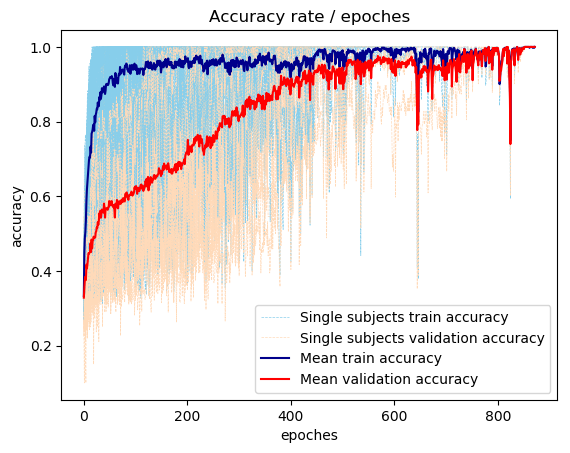 Accuracy rate / epoches
accuracy
1.0
0.8
0.6
0.4
0.2
0
200
400
600
800
epoches
Single subjects train accuracy
Single subjects validation accuracy
Mean train accuracy
Mean validation accuracy